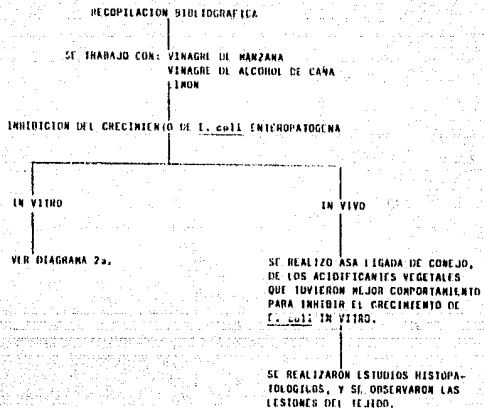 RECOPILACION BIBLIOGRAFICA
SE TRABAJO CON: VINAGRE DE MANZANA
VINAGRE DE ALCOHOL DE CAÑA
LIMON
INHIBICION DEL CRECIMIENTO DE E. coli ENTEROPATOGENA
IN VITRO
VER DIAGRAMA 2a.
IN VIVO
SE REALIZO ASA LIGADA DE CONEJO,
DE LOS ACIDIFICANTES VEGETALES
QUE TUVIERON MEJOR COMPORTAMIENTO
PARA INHIBIR EL CRECIMIENTO DE
E. coli IN VITRO.
SE REALIZARON ESTUDIOS HISTOPA-
TOLOGICOS, Y SE OBSERVARON LAS
LESIONES DEL TEJIDO.